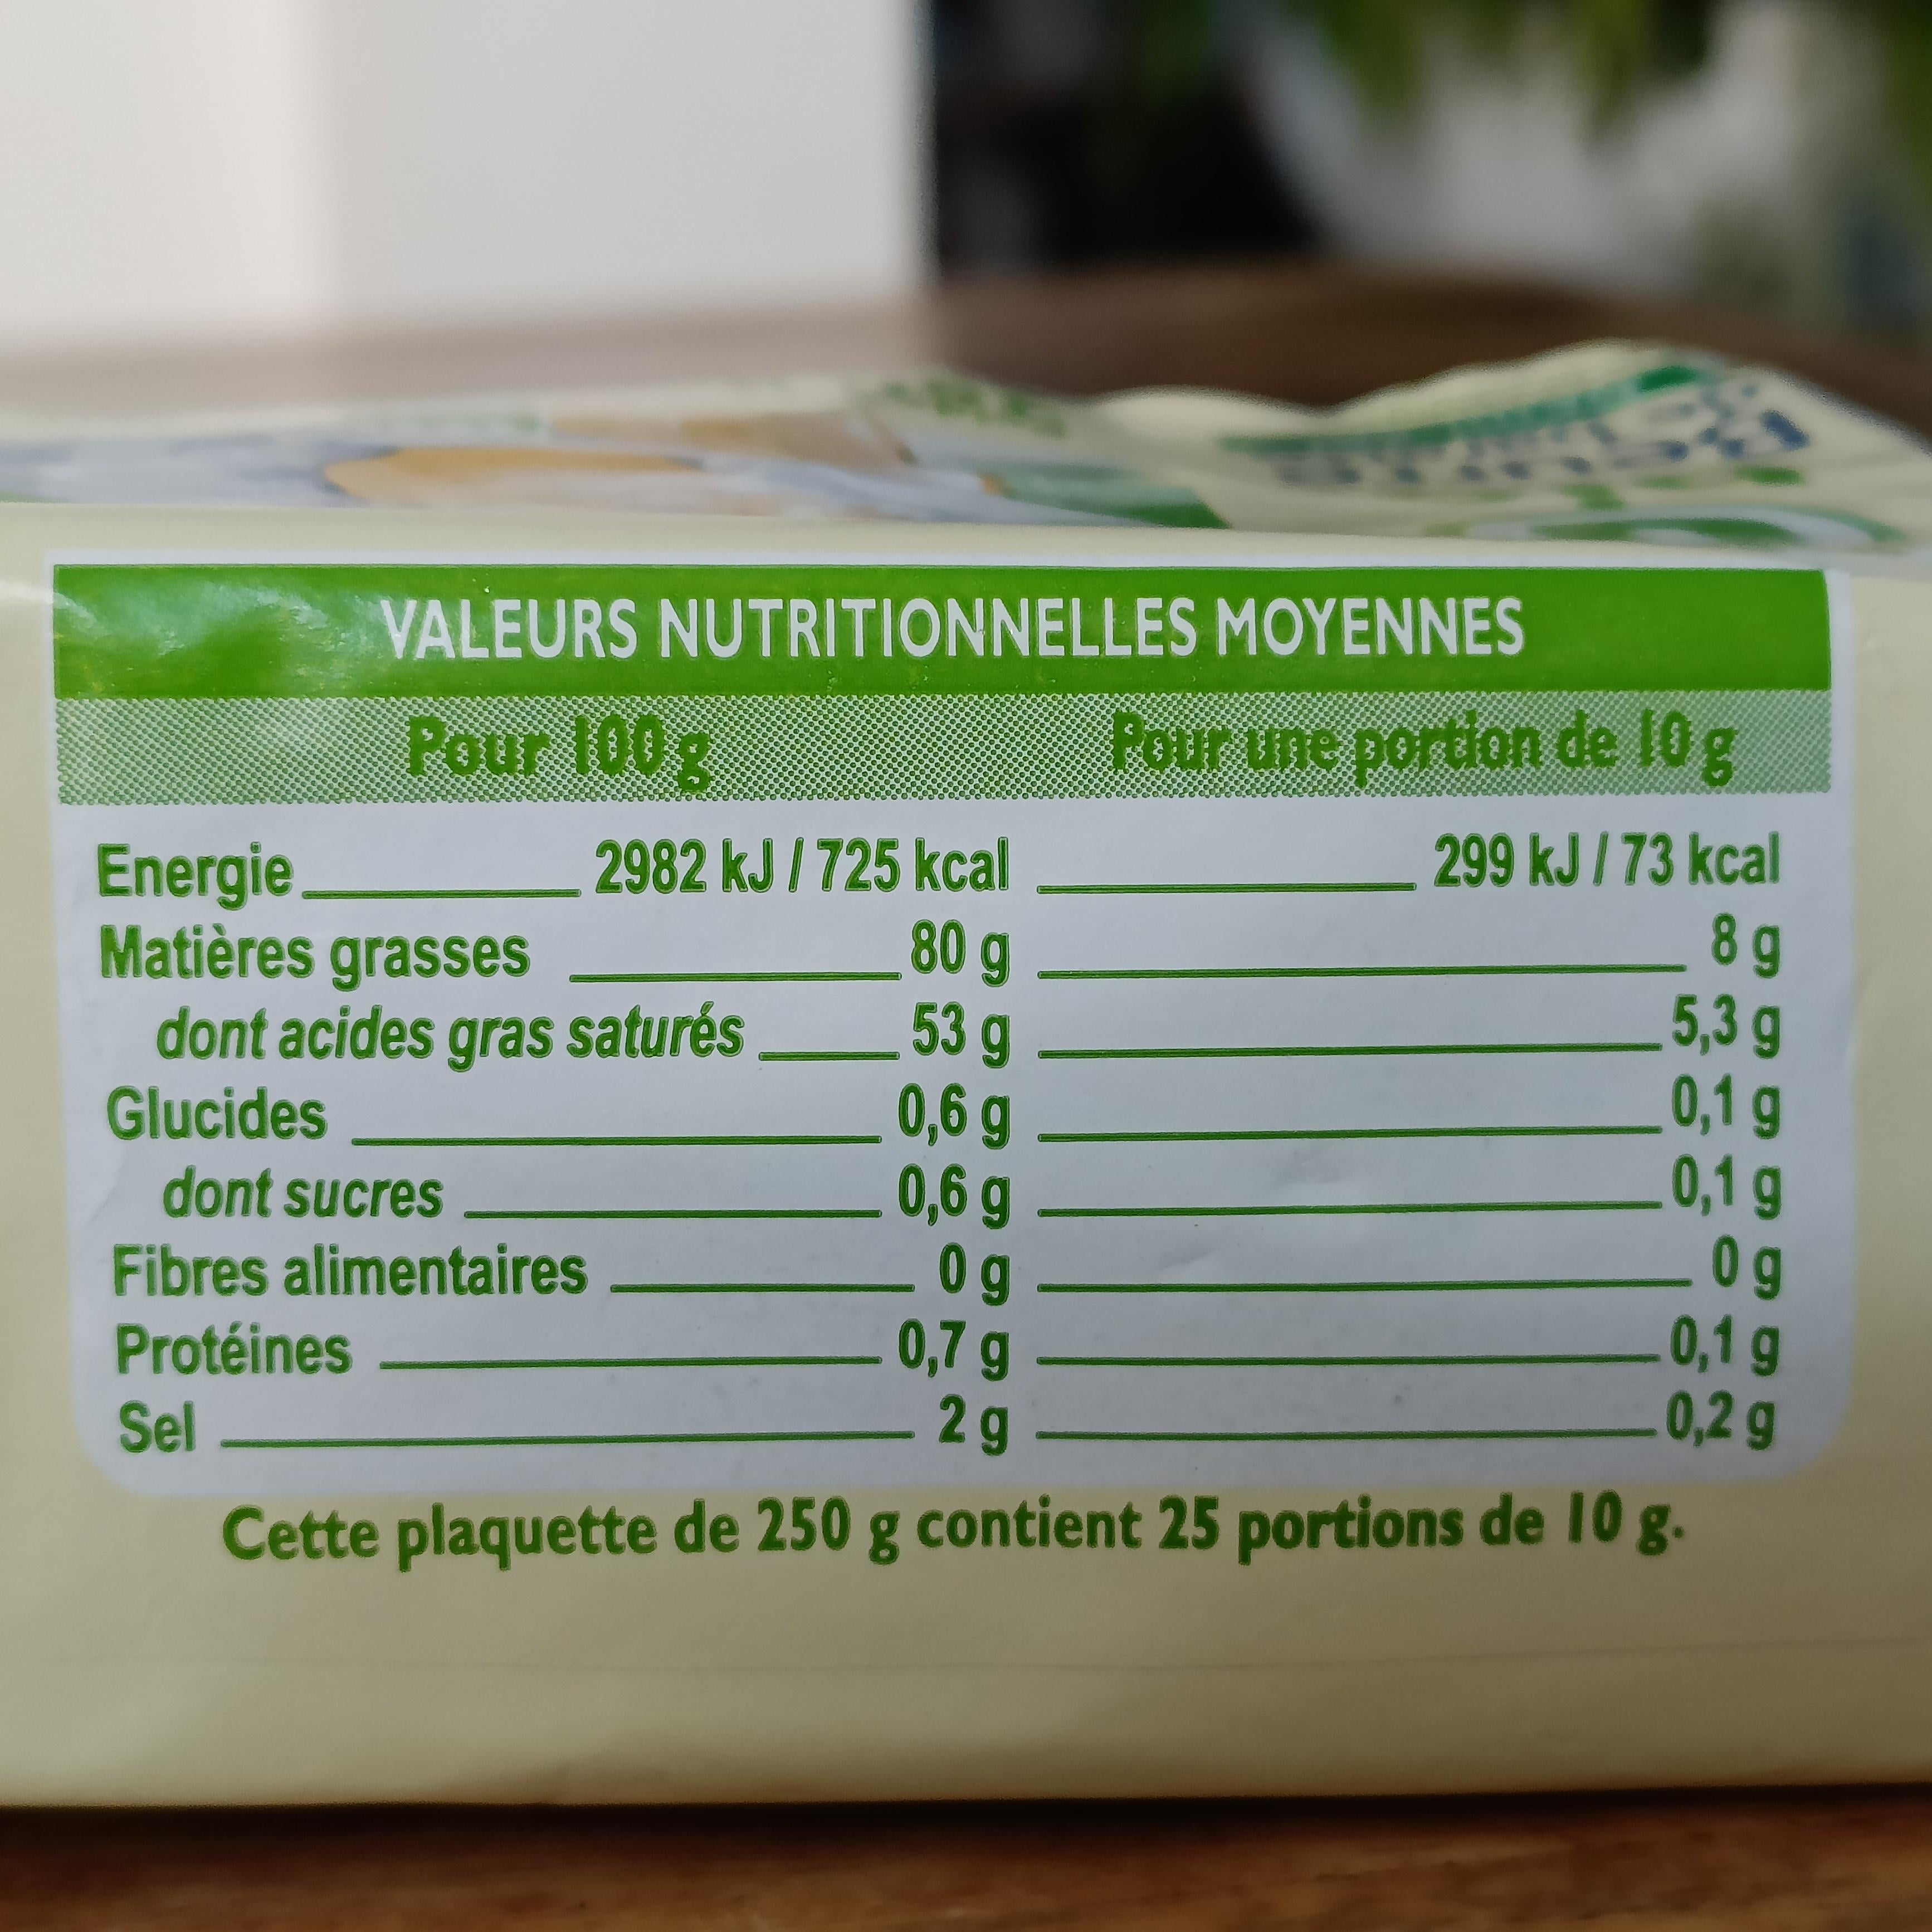 VALEURS NUTRITIONNELLES MOYENNES
Pour 100 g Pour une portion de 10 g
Energie 2982 kJ / 725 kcal 299 kJ / 73 kcal
Matières grasses 80 g 8 g
dont acides gras saturés 53 g 5,3 g
Glucides 0,6 g 0,1 g
dont sucres 0,6 g 0,1 g
Fibres alimentaires 0 g 0 g
Protéines 0,7 g 0,1 g
Sel 2 g 0,2 g
Cette plaquette de 250 g contient 25 portions de 10 g.